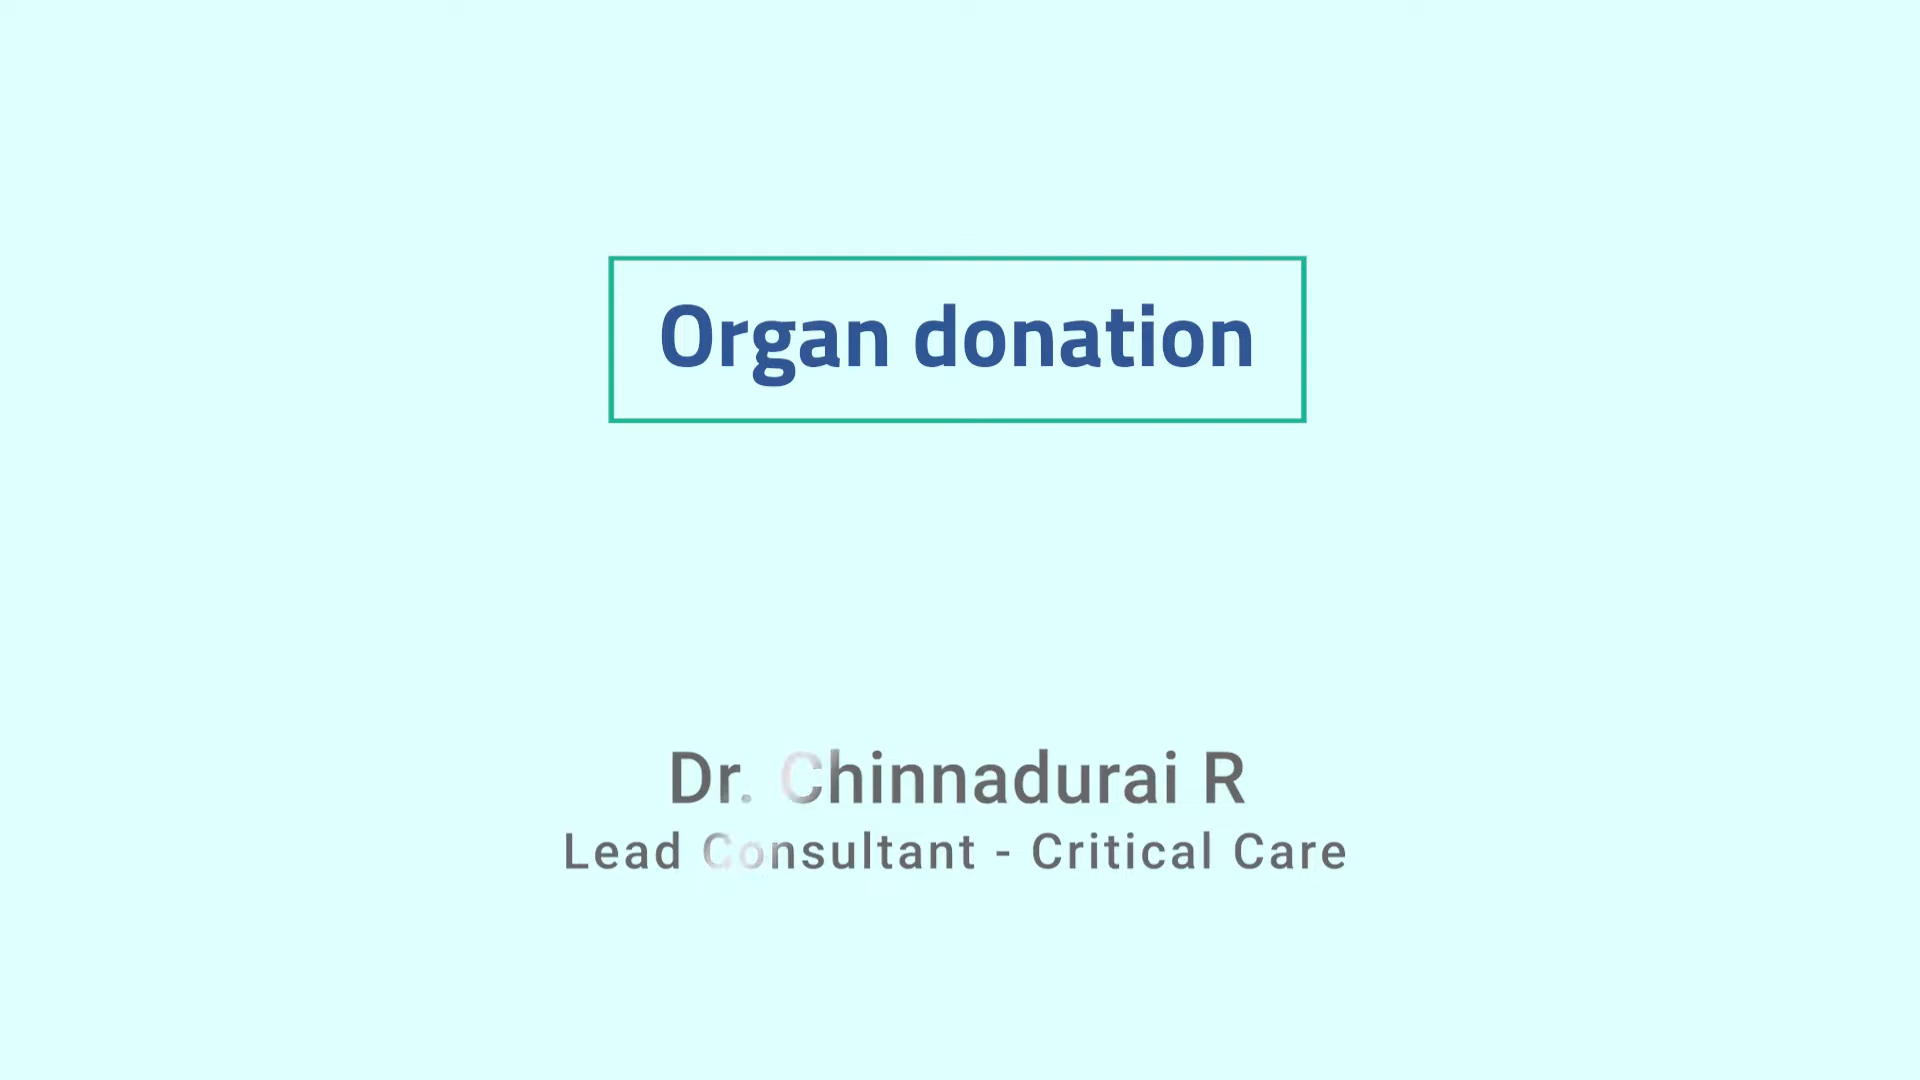 Organ donation
Dr. Chinnadurai R
Lead Consultant - Critical Care